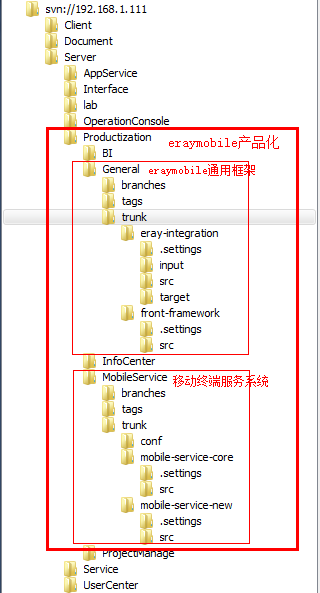 svn://192.168.1.111
Client
Document
Server
AppService
Interface
lab
OperationConsole
Productization eraymobile产品化
BI
General eraymobile通用框架
branches
tags
trunk
eray-integration
.settings
input
src
target
front-framework
.settings
src
InfoCenter
MobileService 移动终端服务系统
branches
tags
trunk
conf
mobile-service-core
.settings
src
mobile-service-new
.settings
src
ProjectManage
Service
UserCenter